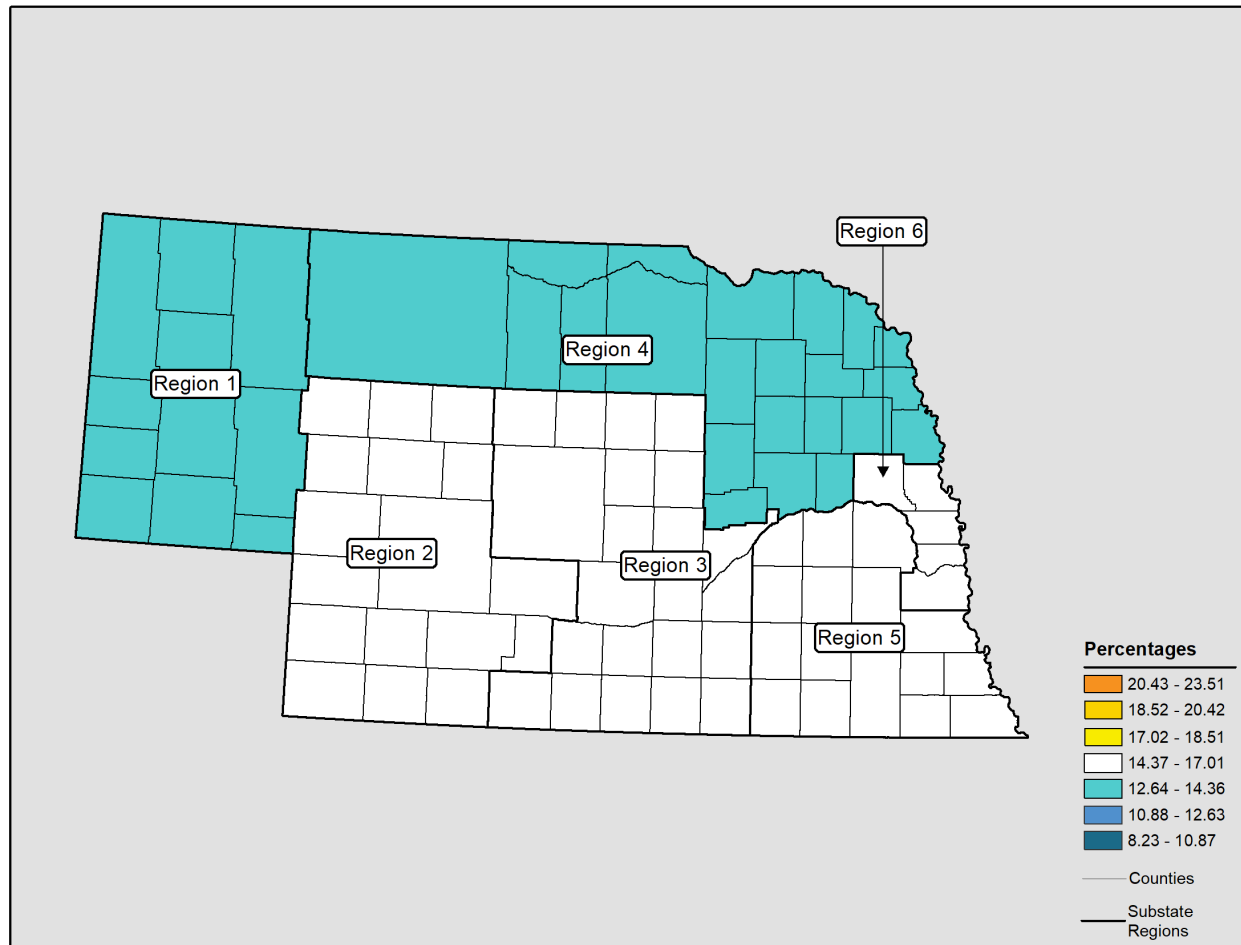 Region 6
Region 4
Region 1
Region 2
Region 3
Region 5
Percentages
20.43 - 23.51
18.52 - 20.42
17.02 - 18.51
14.37 - 17.01
12.64 - 14.36
10.88 - 12.63
8.23 - 10.87
Counties
Substate
Regions